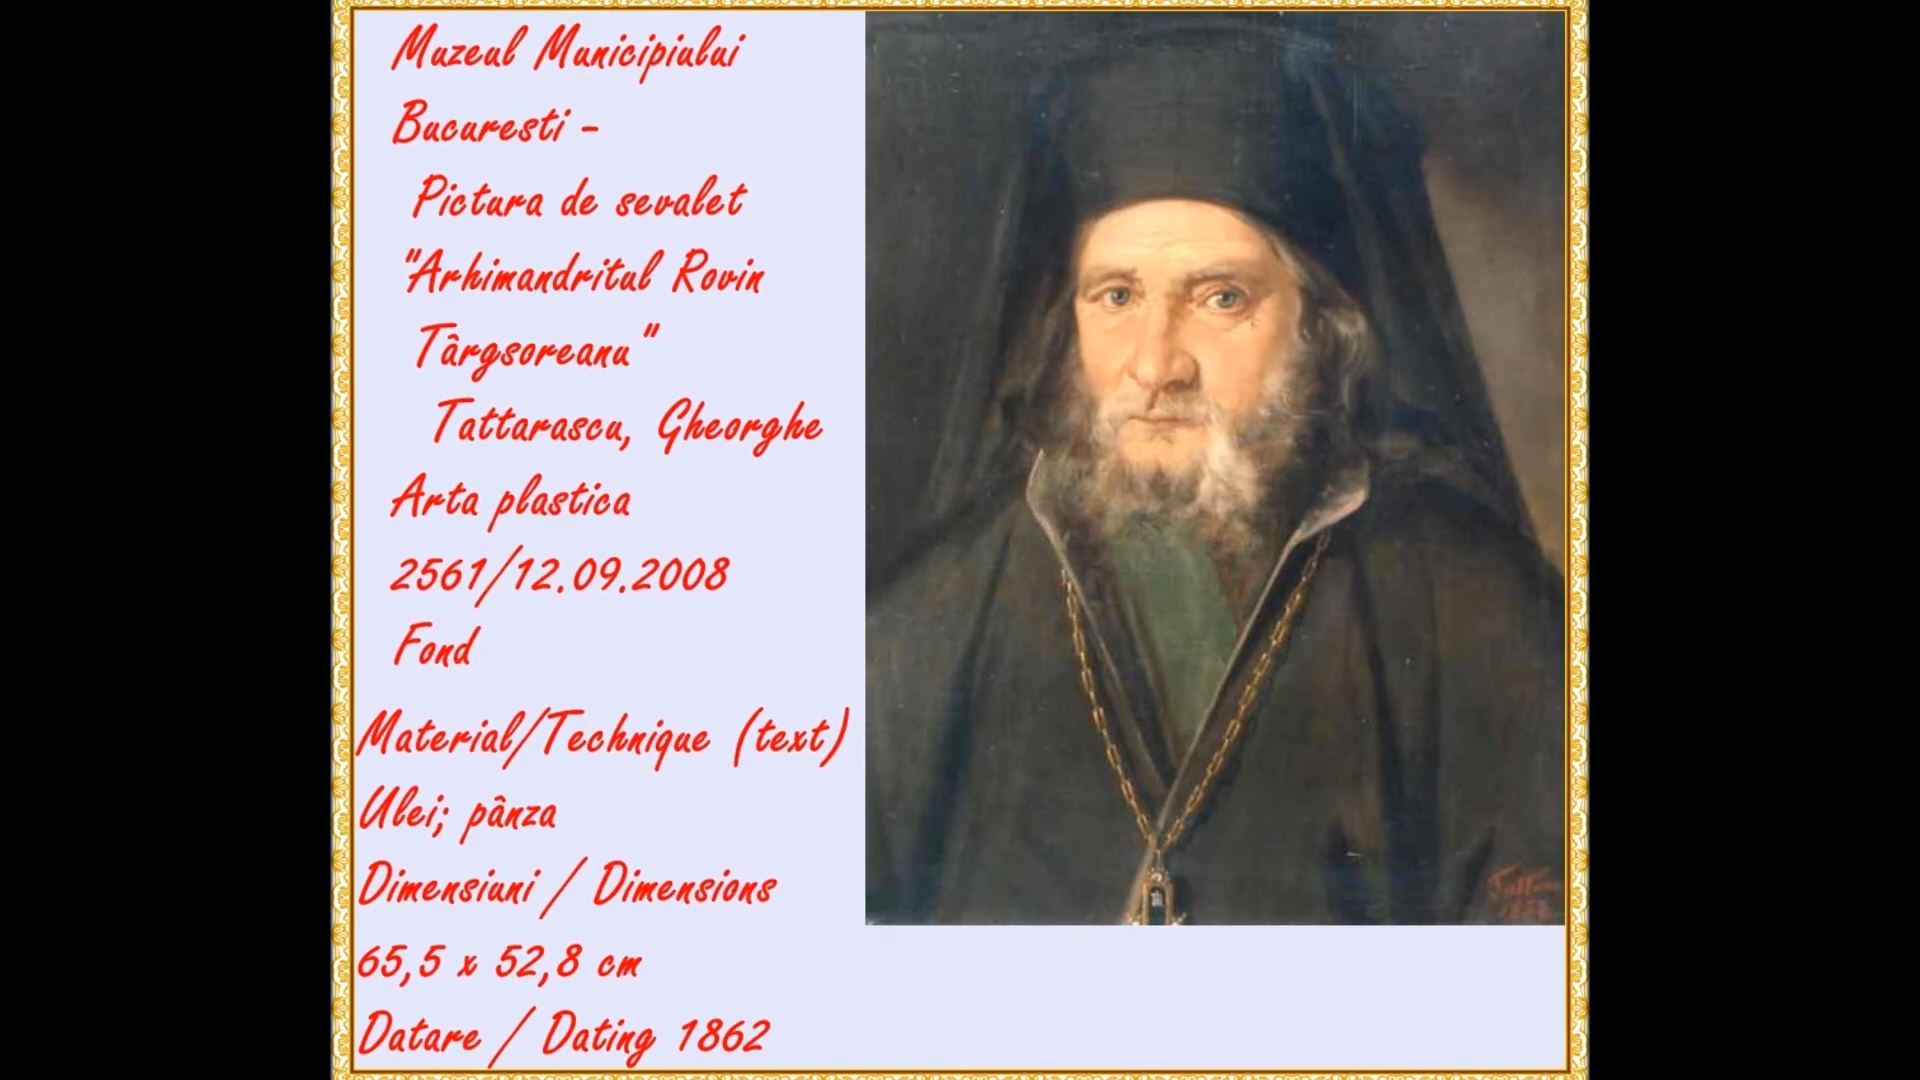 Muzeul Municipiului
Bucuresti -
Pictura de sevalet
"Arhimandritul Rovin
Târgsoreanu"
Tattarascu, Gheorghe
Arta plastica
2561/12.09.2008
Fond
Material/Technique (text)
Ulei; pânza
Dimensiuni / Dimensions
65,5 x 52,8 cm
Datare / Dating 1862